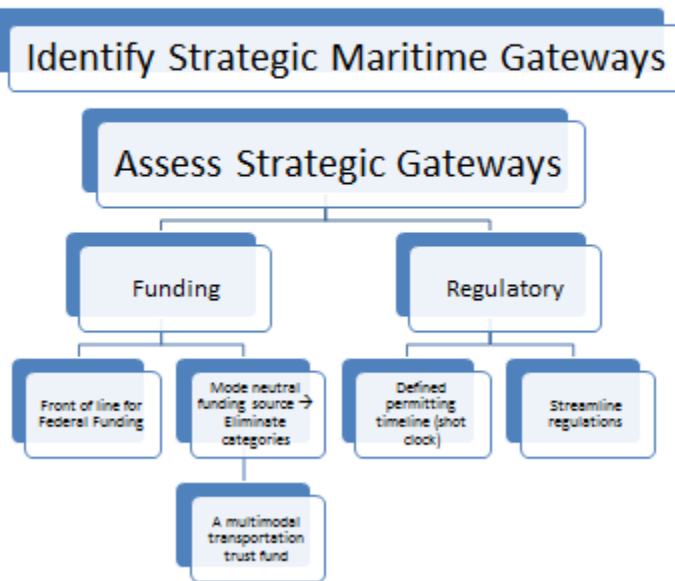 Identify Strategic Maritime Gateways
Assess Strategic Gateways
Funding
Regulatory
Front of line for
Federal Funding
Mode neutral
funding source →
Eliminate
categories
Defined
permitting
timeline (shot
clock)
Streamline
regulations
A multimodal
transportation
trust fund